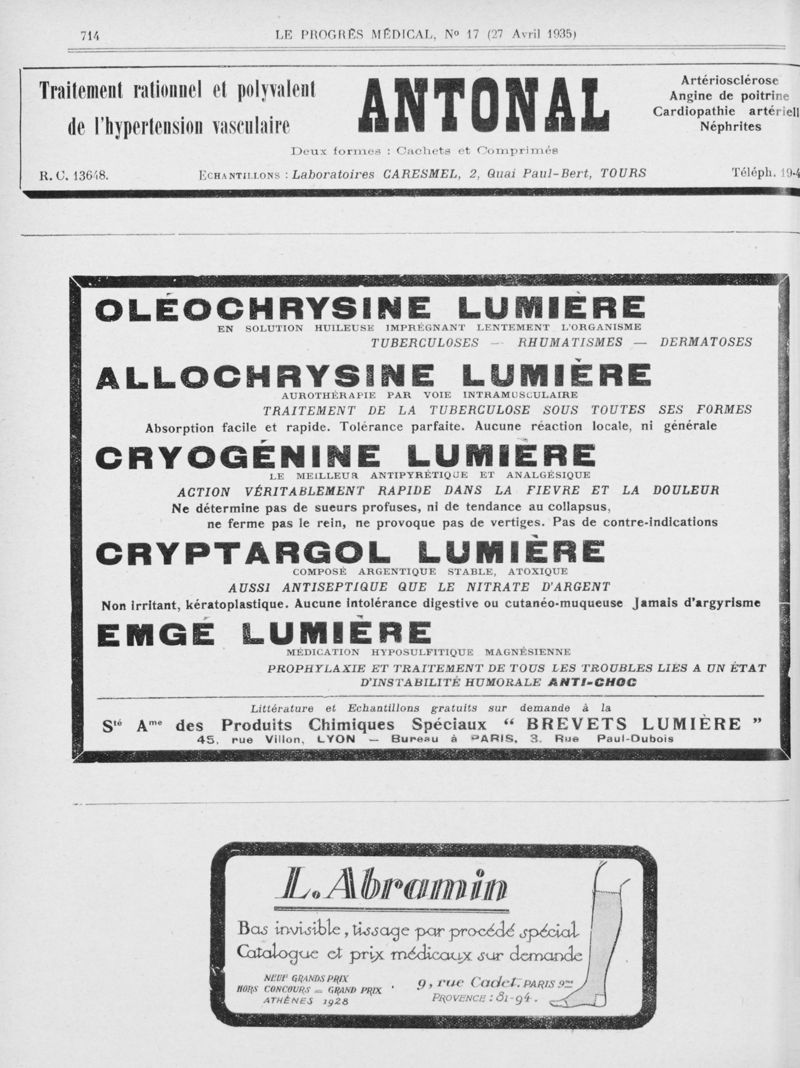 714
LE PROGRÈS MÉDICAL, No 17 (27 Avril 1935)
Traitement rationnel et polyvalent
de l'hypertension vasculaire
ANTONAL
Artériosclérose
Angine de poitrine
Cardiopathie artériell
Néphrites
Deux formes : Cachets et Comprimés
R. C. 13648.
ECHANTILLONS : Laboratoires CARESMEL, 2, Quai Paul-Bert, TOURS
Téléph. 19-4
OLÉOCHRYSINE LUMIÈRE
EN SOLUTION HUILEUSE IMPRÉGNANT LENTEMENT L'ORGANISME
TUBERCULOSES — RHUMATISMES — DERMATOSES
ALLOCHRYSINE LUMIÈRE
AUROTHÉRAPIE PAR VOIE INTRAMUSCULAIRE
TRAITEMENT DE LA TUBERCULOSE SOUS TOUTES SES FORMES
Absorption facile et rapide. Tolérance parfaite. Aucune réaction locale, ni générale
CRYOGÉNINE LUMIÈRE
LE MEILLEUR ANTIPYRÉTIQUE ET ANALGÉSIQUE
ACTION VÉRITABLEMENT RAPIDE DANS LA FIEVRE ET LA DOULEUR
Ne détermine pas de sueurs profuses, ni de tendance au collapsus,
ne ferme pas le rein, ne provoque pas de vertiges. Pas de contre-indications
CRYPTARGOL LUMIÈRE
COMPOSÉ ARGENTIQUE STABLE, ATOXIQUE
AUSSI ANTISEPTIQUE QUE LE NITRATE D'ARGENT
Non irritant, kératoplastique. Aucune intolérance digestive ou cutanéo-muqueuse Jamais d'argyrisme
EMGÉ LUMIÈRE
MÉDICATION HYPOSULFITIQUE MAGNÉSIENNE
PROPHYLAXIE ET TRAITEMENT DE TOUS LES TROUBLES LIES A UN ÉTAT
D'INSTABILITÉ HUMORALE ANTI-CHOC
Littérature et Echantillons gratuits sur demande à la
Sté Ame des Produits Chimiques Spéciaux “ BREVETS LUMIÈRE ”
45, rue Villon, LYON — Bureau à PARIS, 3, Rue Paul-Dubois
L. Abramin
Bas invisible, tissage par procédé spécial
Catalogue et prix médicaux sur demande
NEUF GRANDS PRIX
HORS CONCOURS = GRAND PRIX
ATHÈNES 1928
9, rue Cadet. PARIS 9me
PROVENCE : 81-94.